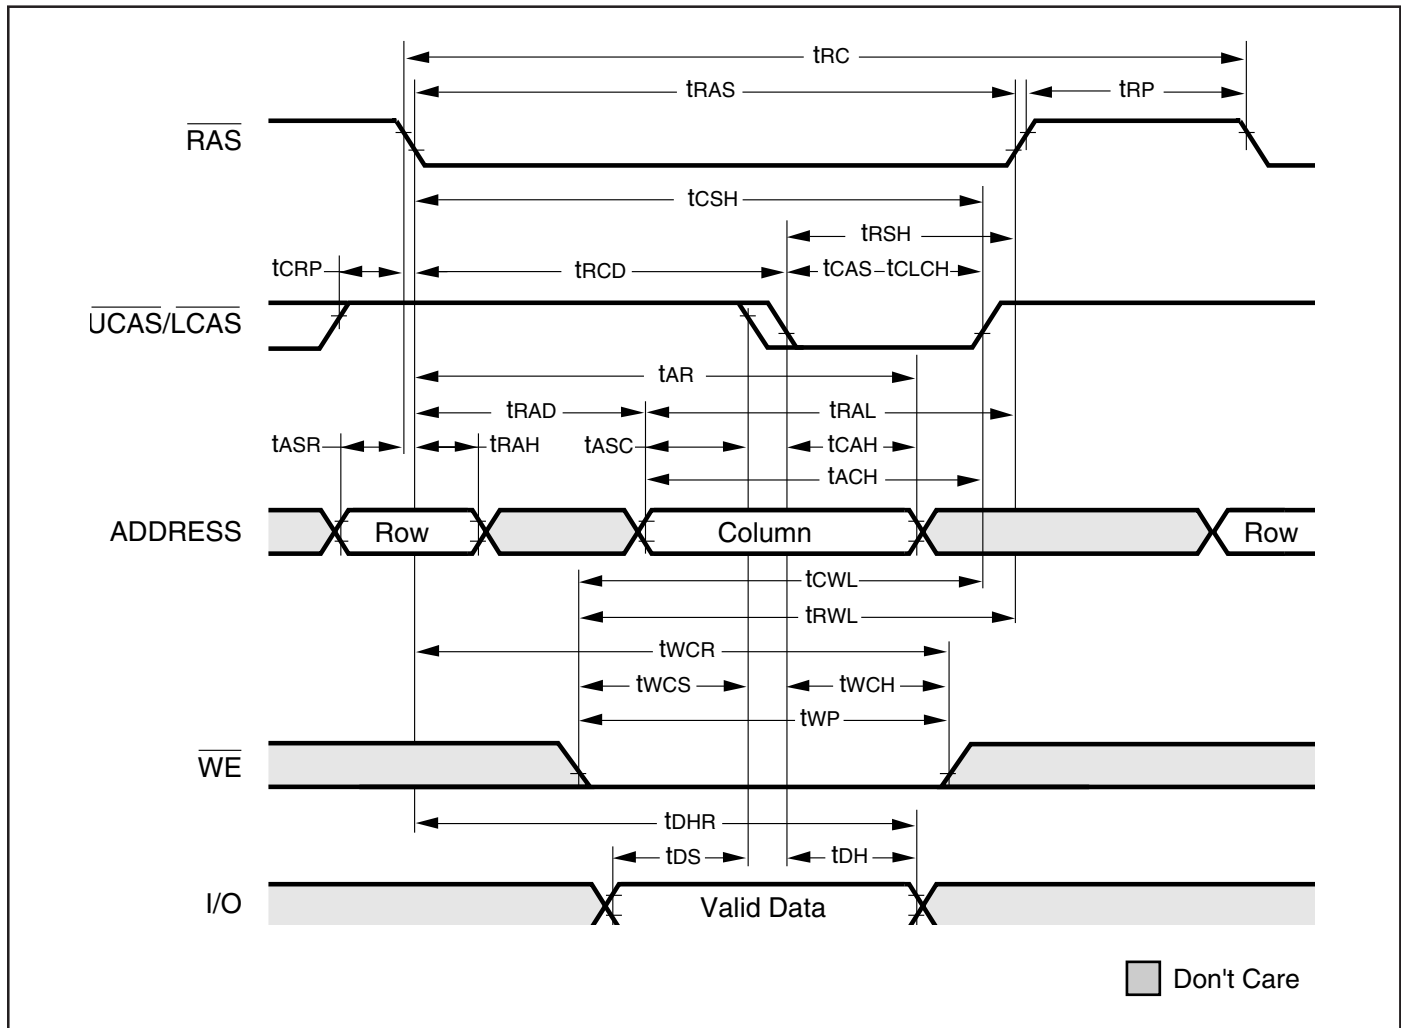 tRC
tRAS
tRP
RAS
tCSH
tRSH
tCRP
tRCD
tCAS
tCLCH
UCAS/LCAS
tAR
tRAD
tRAL
tASR
tRAH
tASC
tCAH
tACH
ADDRESS
Row
Column
Row
tCWL
tRWL
tWCR
tWCS
tWCH
tWP
WE
tDHR
tDS
tDH
I/O
Valid Data
Don't Care